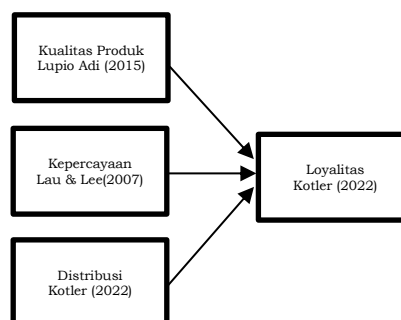 Kualitas Produk
Lupio Adi (2015)
Kepercayaan
Lau & Lee(2007)
Loyalitas
Kotler (2022)
Distribusi
Kotler (2022)